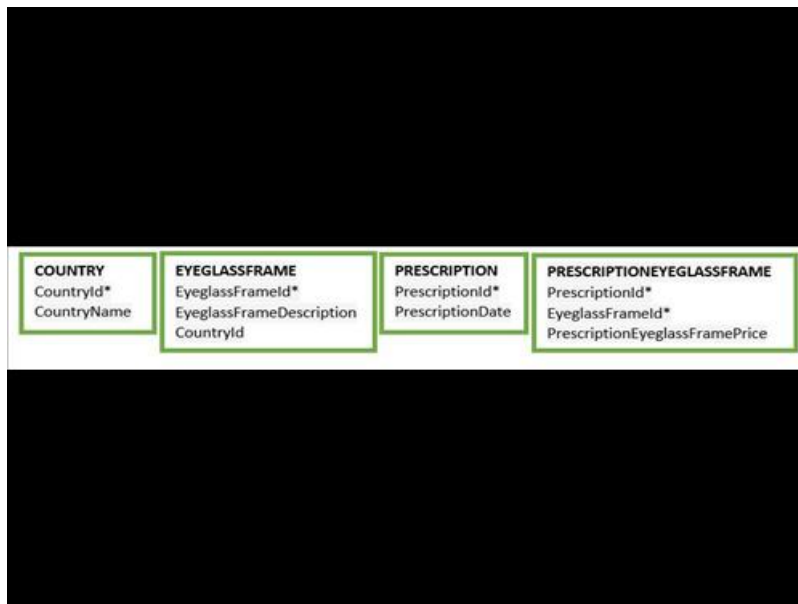 COUNTRY
CountryId*
CountryName
EYEGLASSFRAME
EyeglassFrameId*
EyeglassFrameDescription
CountryId
PRESCRIPTION
PrescriptionId*
PrescriptionDate
PRESCRIPTIONEYEGLASSFRAME
PrescriptionId*
EyeglassFrameId*
PrescriptionEyeglassFramePrice